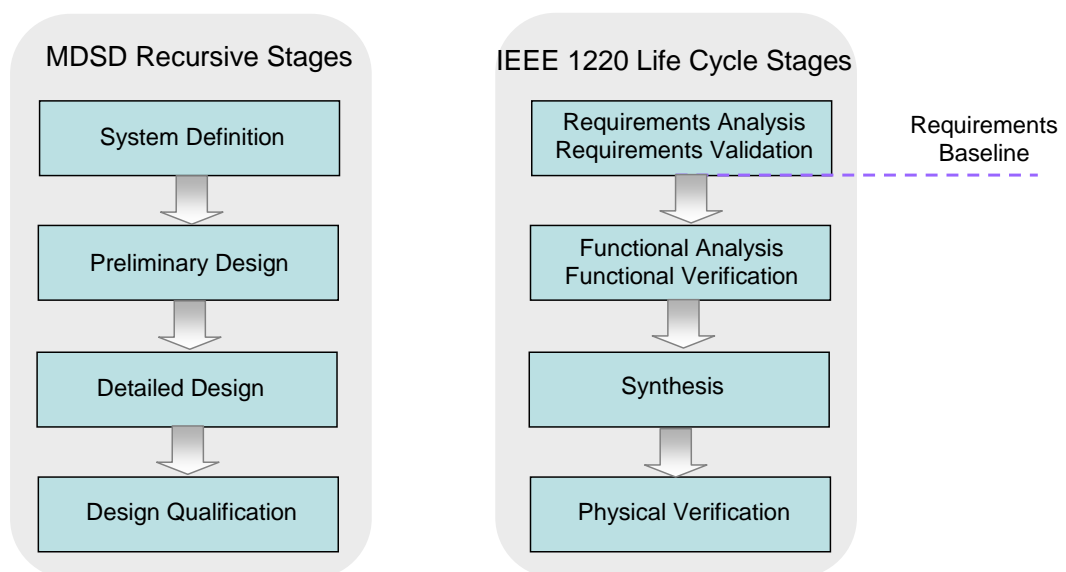 MDSD Recursive Stages
System Definition
Preliminary Design
Detailed Design
Design Qualification
IEEE 1220 Life Cycle Stages
Requirements Analysis
Requirements Validation
Functional Analysis
Functional Verification
Synthesis
Physical Verification
Requirements
Baseline